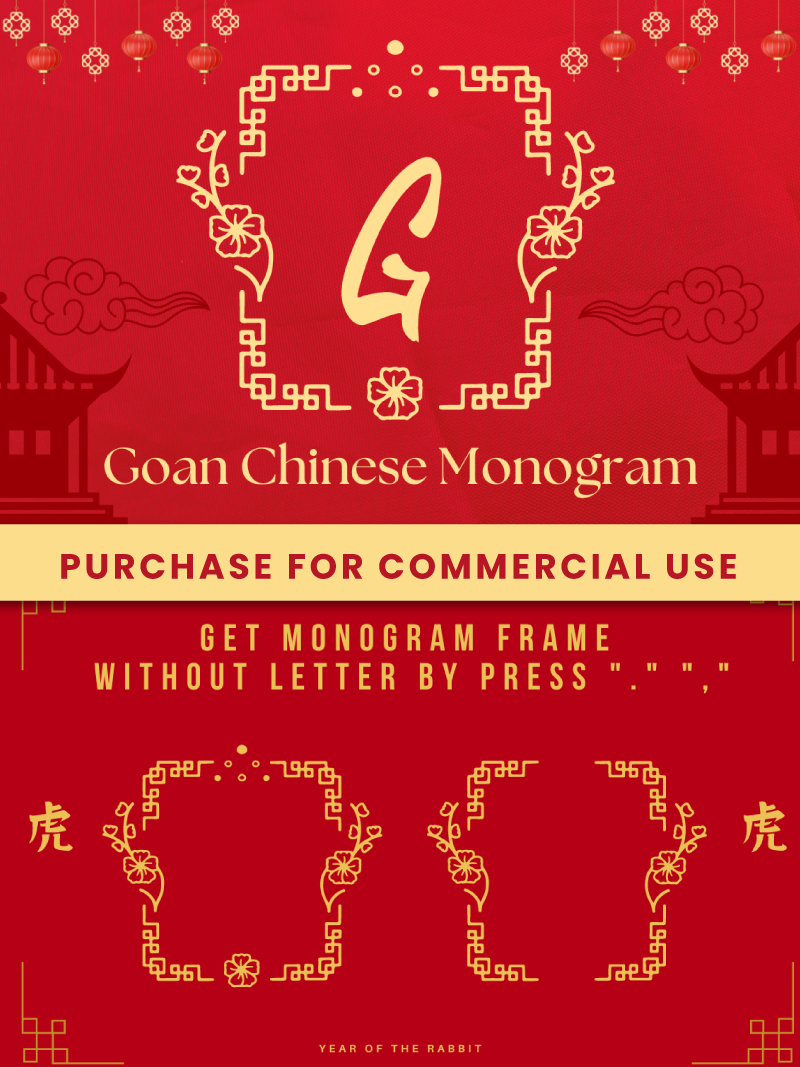 G
Goan Chinese Monogram
PURCHASE FOR COMMERCIAL USE
GET MONOGRAM FRAME
WITHOUT LETTER BY PRESS "." ","
虎
虎
YEAR OF THE RABBIT